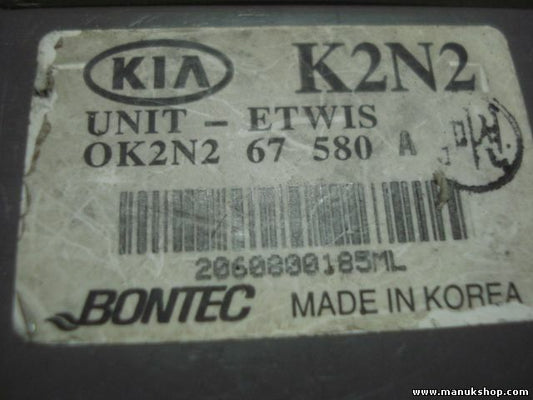 KIA K2N2
UNIT - ETWIS
OK2N2 67 580 A
2060800185ML
BONTEC MADE IN KOREA
www.manukshop.com